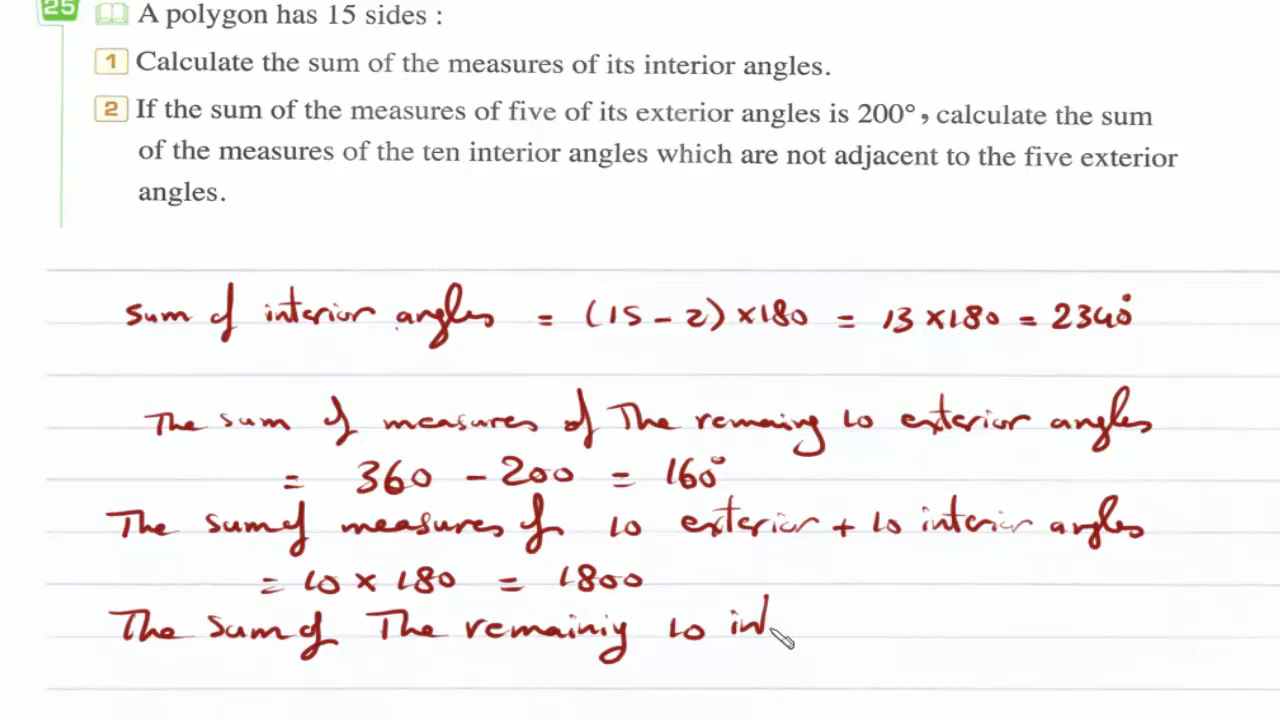 25 A polygon has 15 sides :
1 Calculate the sum of the measures of its interior angles.
2 If the sum of the measures of five of its exterior angles is 200°, calculate the sum
of the measures of the ten interior angles which are not adjacent to the five exterior
angles.
sum of interior angles = (15 - 2) × 180 = 13 × 180 = 2340°
The sum of measures of The remaing 10 exterior angles
= 360 - 200 = 160°
The sum of measures of 10 exterior + 10 interior angles
= 10 × 180 = 1800
The sum of The remainiy 10 int